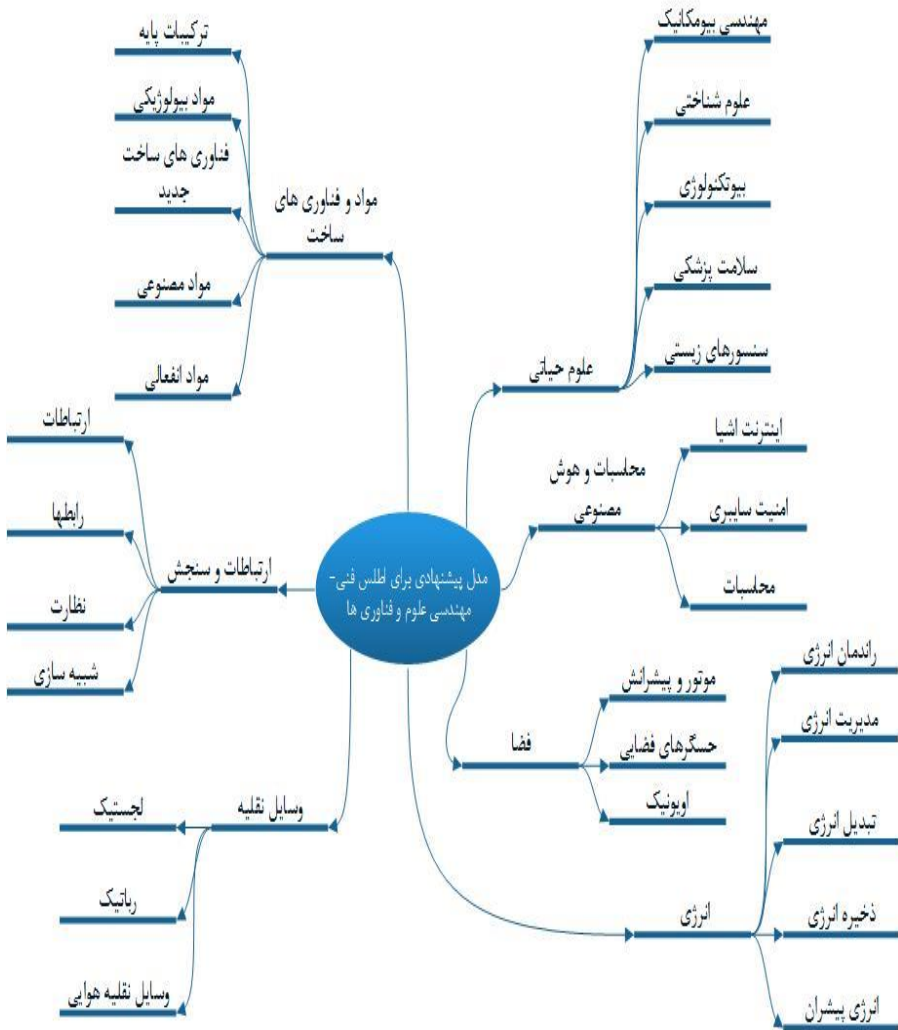 مدل پیشنهادی برای اطلس فنی-
مهندسی علوم و فناوری ها
علوم حیاتی
مهندسی بیومکانیک
علوم شناختی
بیوتکنولوژی
سلامت پزشکی
سنسورهای زیستی
محاسبات و هوش
مصنوعی
اینترنت اشیا
امنیت سایبری
محاسبات
فضا
موتور و پیشرانش
حسگرهای فضایی
اویونیک
انرژی
راندمان انرژی
مدیریت انرژی
تبدیل انرژی
ذخیره انرژی
انرژی پیشران
مواد و فناوری های
ساخت
ترکیبات پایه
مواد بیولوژیکی
فناوری های ساخت
جدید
مواد مصنوعی
مواد انفعالی
ارتباطات و سنجش
ارتباطات
رابطها
نظارت
شبیه سازی
وسایل نقلیه
لجستیک
رباتیک
وسایل نقلیه هوایی